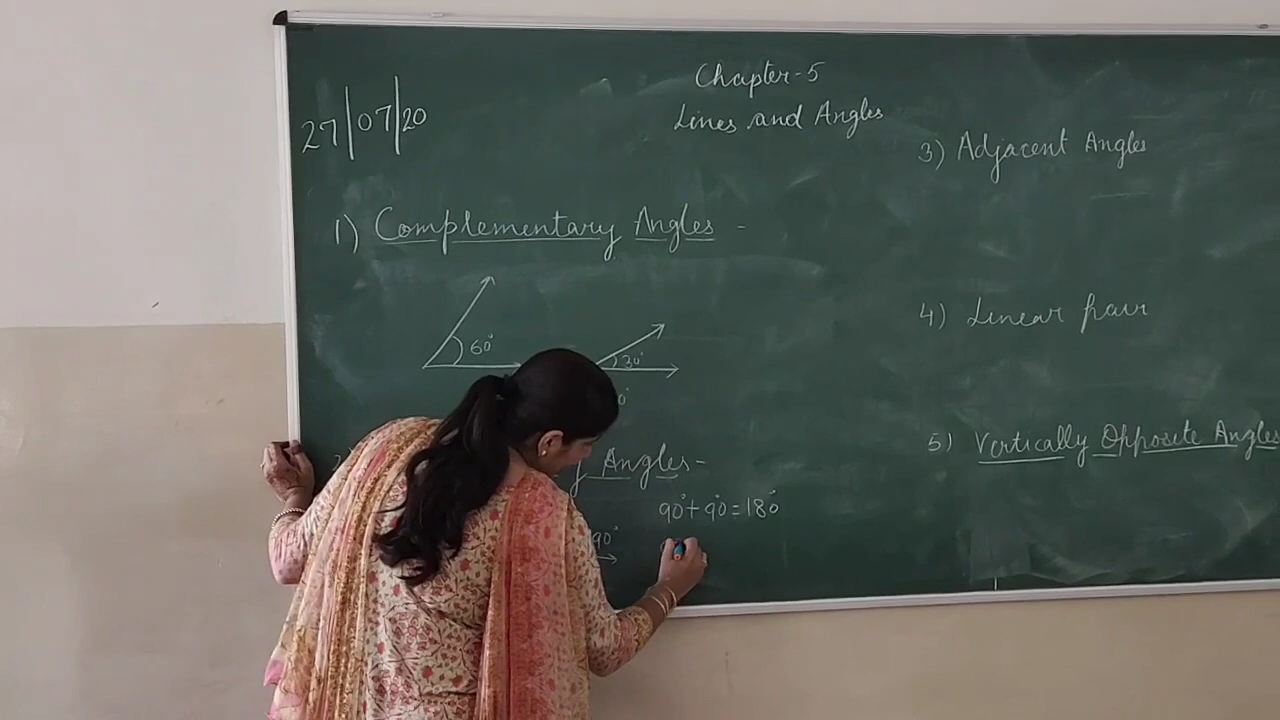 Chapter-5
Lines and Angles
27|07|20
1) Complementary Angles -
60°
30°
Angles-
90°+90°=180°
90°
3) Adjacent Angles
4) Linear pair
5) Vertically Opposite Angles